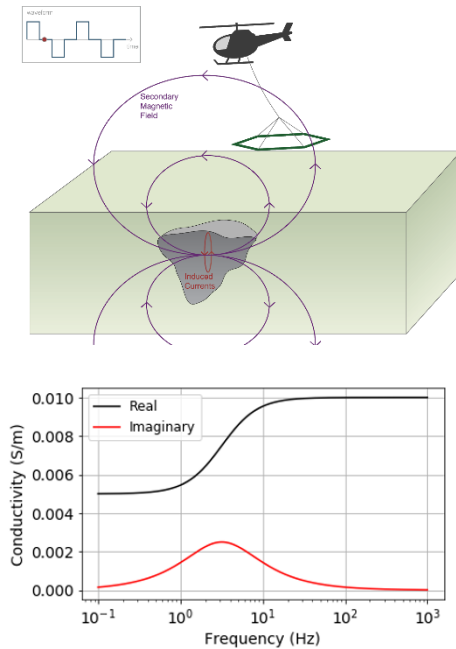 waveform
time
Secondary
Magnetic
Field
Induced
Currents
0.010
Real
Imaginary
0.008
0.006
0.004
0.002
0.000
Conductivity (S/m)
10⁻¹ 10⁰ 10¹ 10² 10³
Frequency (Hz)